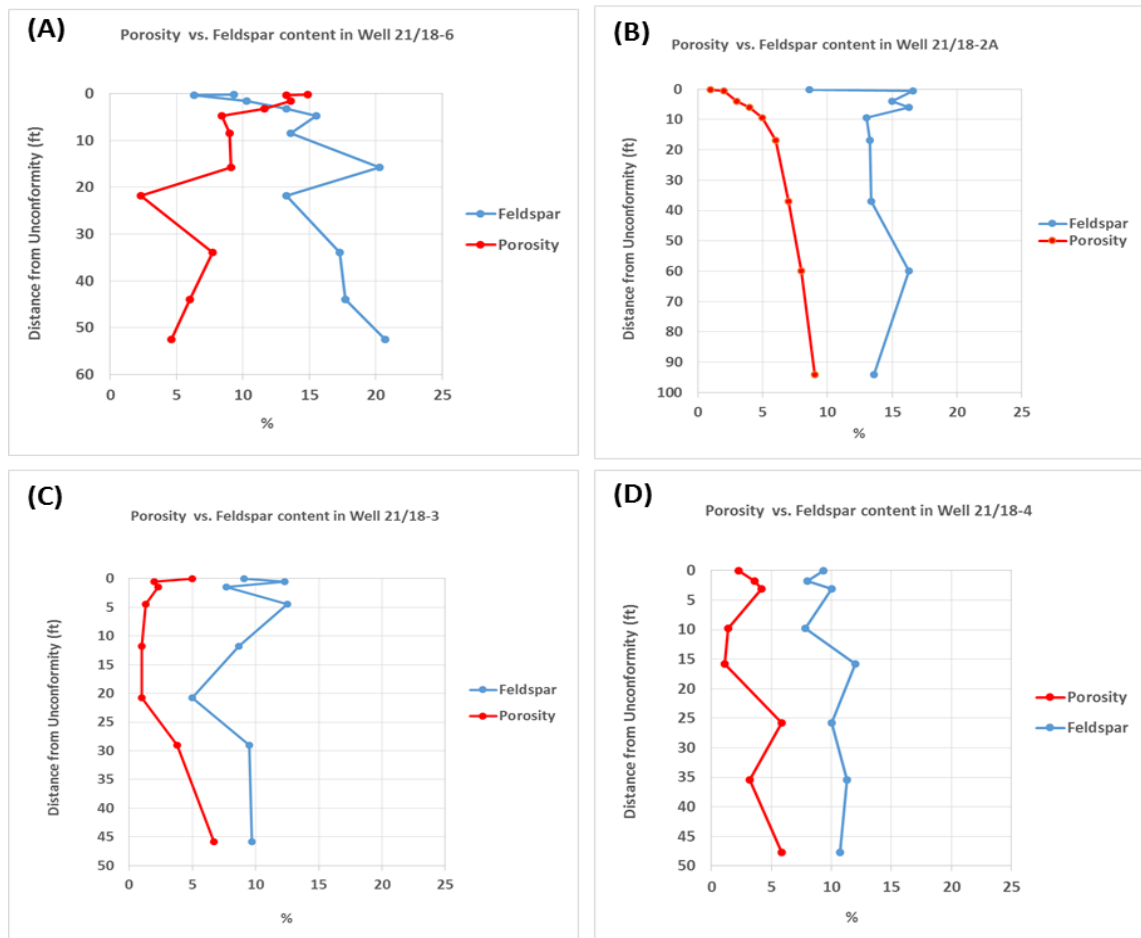 (A)
Porosity vs. Feldspar content in Well 21/18-6
Distance from Unconformity (ft)
0
10
20
30
40
50
60
0 5 10 15 20 25
%
Feldspar
Porosity
(B)
Porosity vs. Feldspar content in Well 21/18-2A
Distance from Unconformity (ft)
0
10
20
30
40
50
60
70
80
90
100
0 5 10 15 20 25
%
Feldspar
Porosity
(C)
Porosity vs. Feldspar content in Well 21/18-3
Distance from Unconformity (ft)
0
5
10
15
20
25
30
35
40
45
50
0 5 10 15 20 25
%
Feldspar
Porosity
(D)
Porosity vs. Feldspar content in Well 21/18-4
Distance from Unconformity (ft)
0
5
10
15
20
25
30
35
40
45
50
0 5 10 15 20 25
%
Porosity
Feldspar